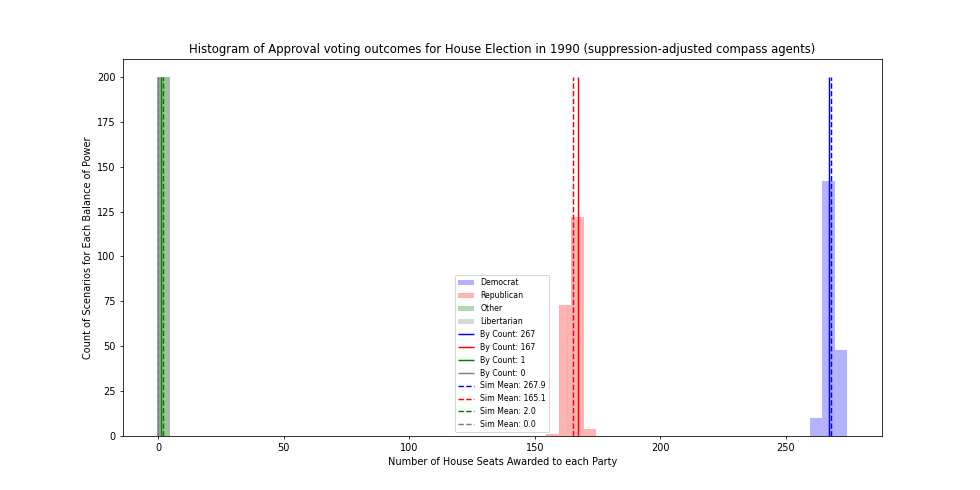 Histogram of Approval voting outcomes for House Election in 1990 (suppression-adjusted compass agents)
Count of Scenarios for Each Balance of Power
200
175
150
125
100
75
50
25
0
Democrat
Republican
Other
Libertarian
By Count: 267
By Count: 167
By Count: 1
By Count: 0
Sim Mean: 267.9
Sim Mean: 165.1
Sim Mean: 2.0
Sim Mean: 0.0
0 50 100 150 200 250
Number of House Seats Awarded to each Party